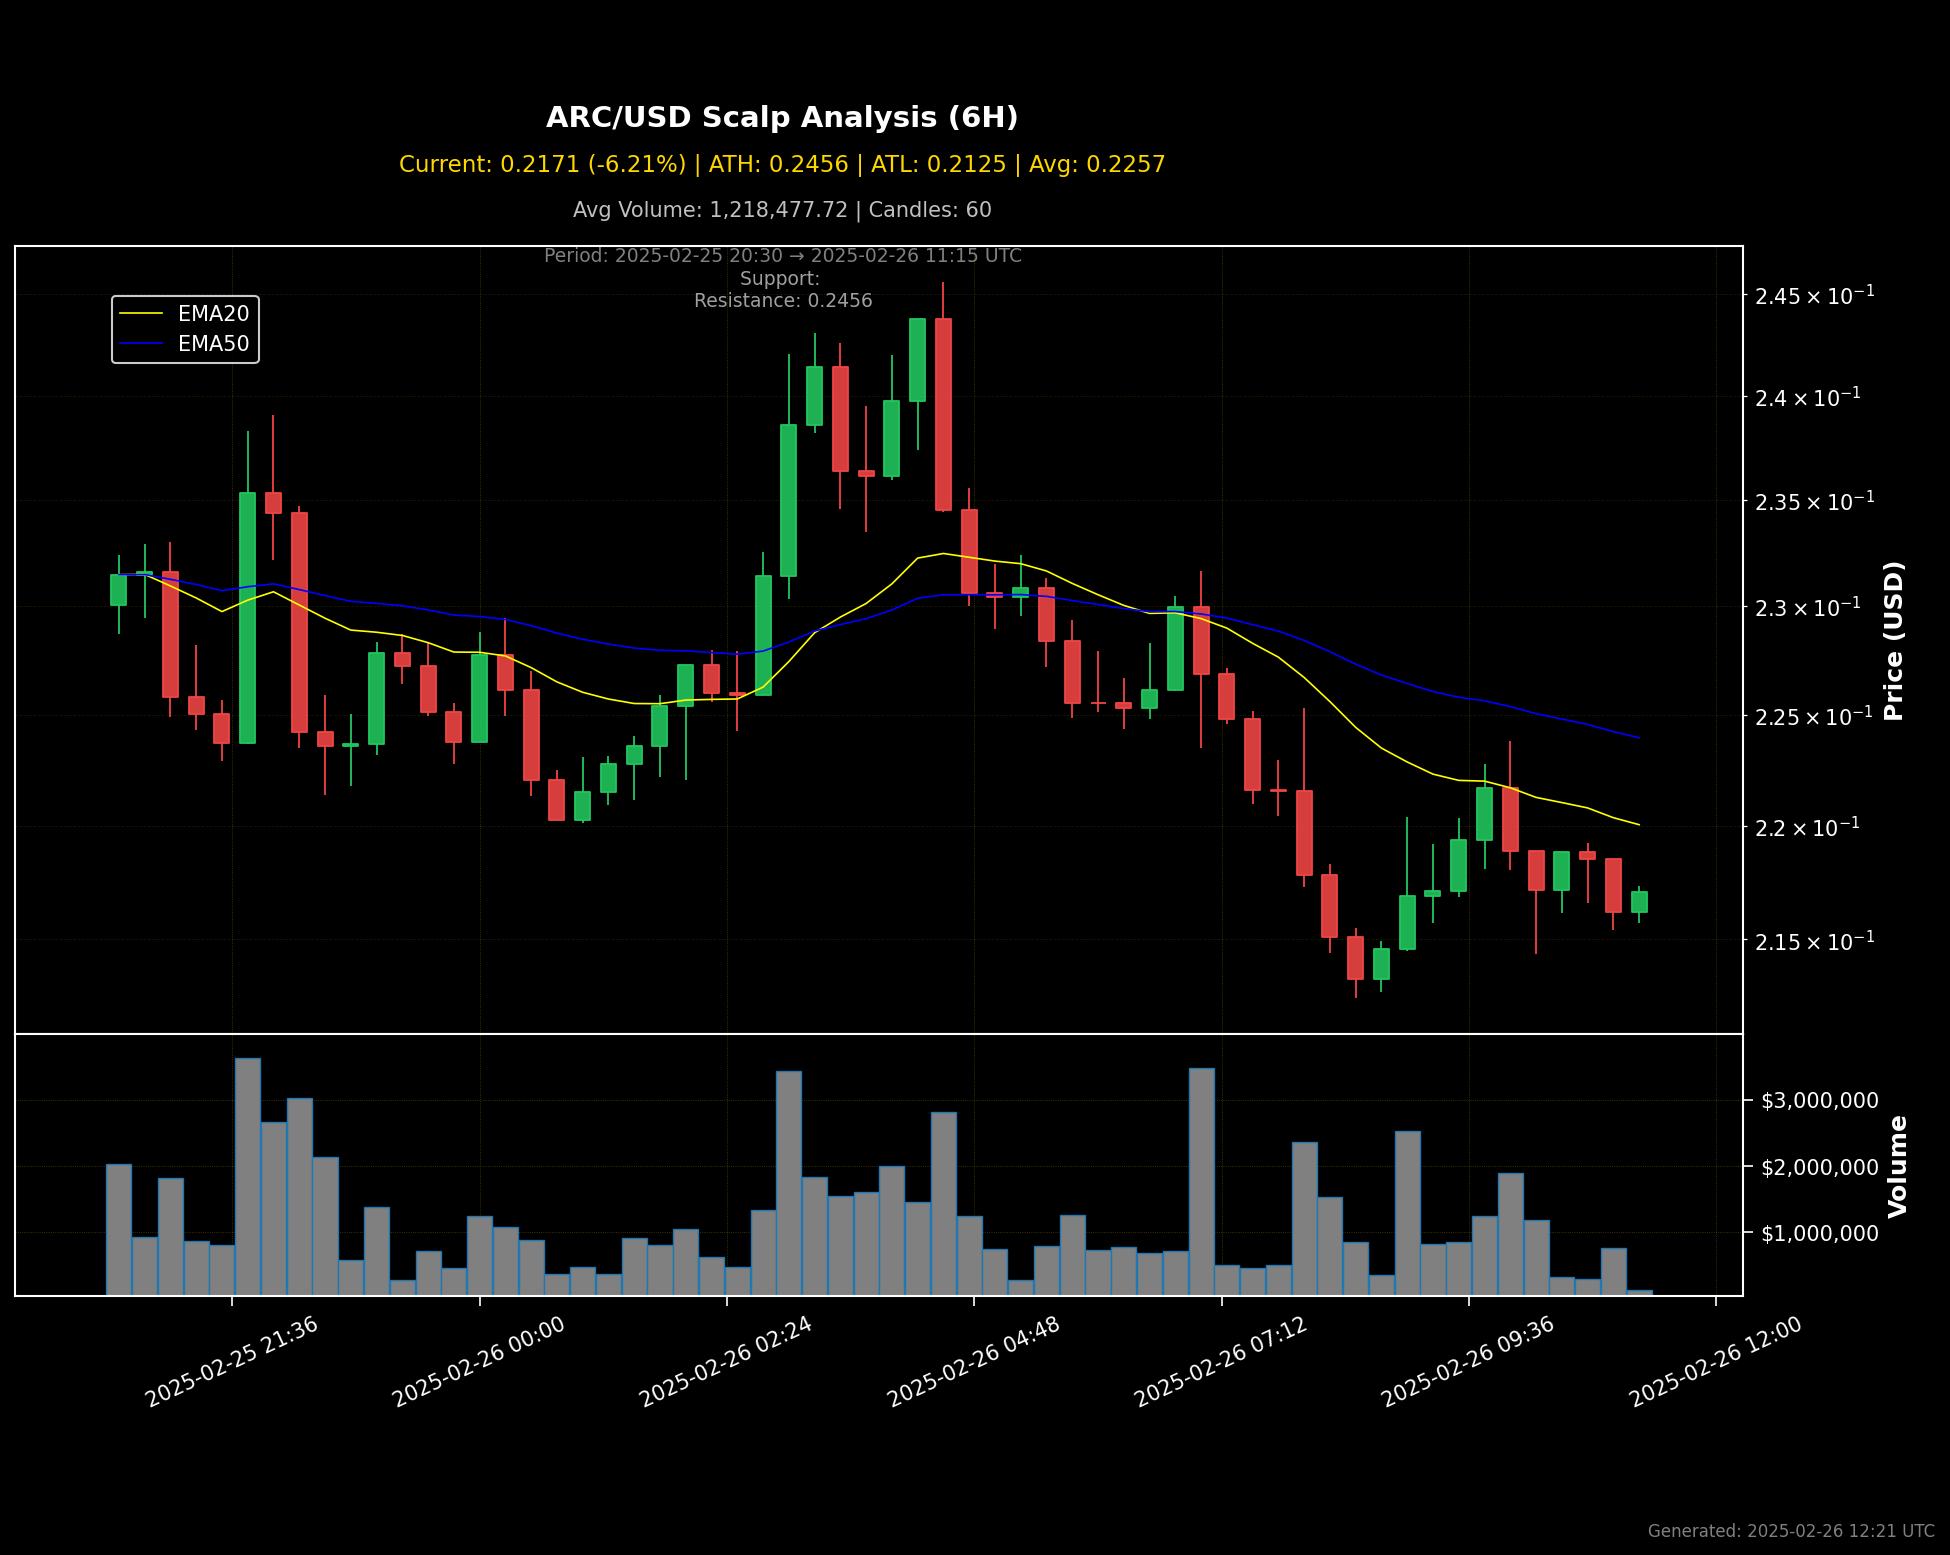 ARC/USD Scalp Analysis (6H)
Current: 0.2171 (-6.21%) | ATH: 0.2456 | ATL: 0.2125 | Avg: 0.2257
Avg Volume: 1,218,477.72 | Candles: 60
Period: 2025-02-25 20:30 → 2025-02-26 11:15 UTC
Support:
Resistance: 0.2456
EMA20
EMA50
2.45 × 10⁻¹
2.4 × 10⁻¹
2.35 × 10⁻¹
2.3 × 10⁻¹
2.25 × 10⁻¹
2.2 × 10⁻¹
2.15 × 10⁻¹
Price (USD)
$3,000,000
$2,000,000
$1,000,000
Volume
2025-02-25 21:36
2025-02-26 00:00
2025-02-26 02:24
2025-02-26 04:48
2025-02-26 07:12
2025-02-26 09:36
2025-02-26 12:00
Generated: 2025-02-26 12:21 UTC